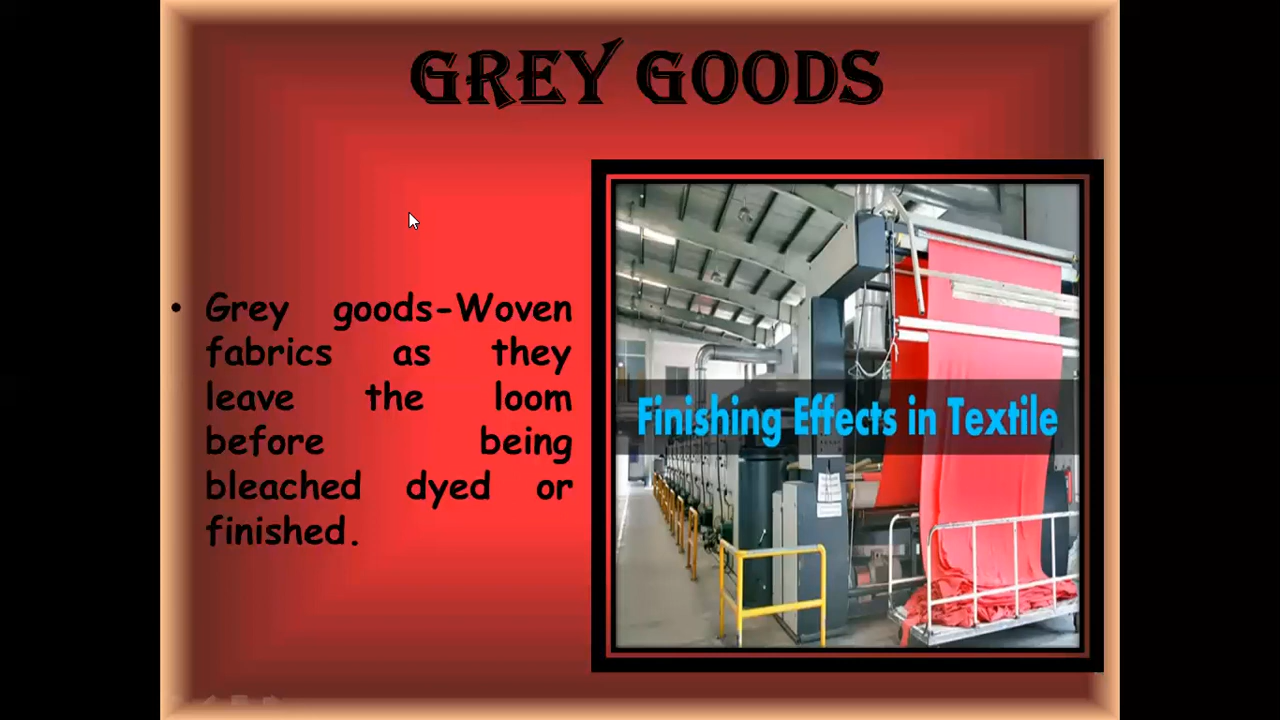 GREY GOODS
• Grey goods-Woven
fabrics as they
leave the loom
before being
bleached dyed or
finished.
Finishing Effects in Textile